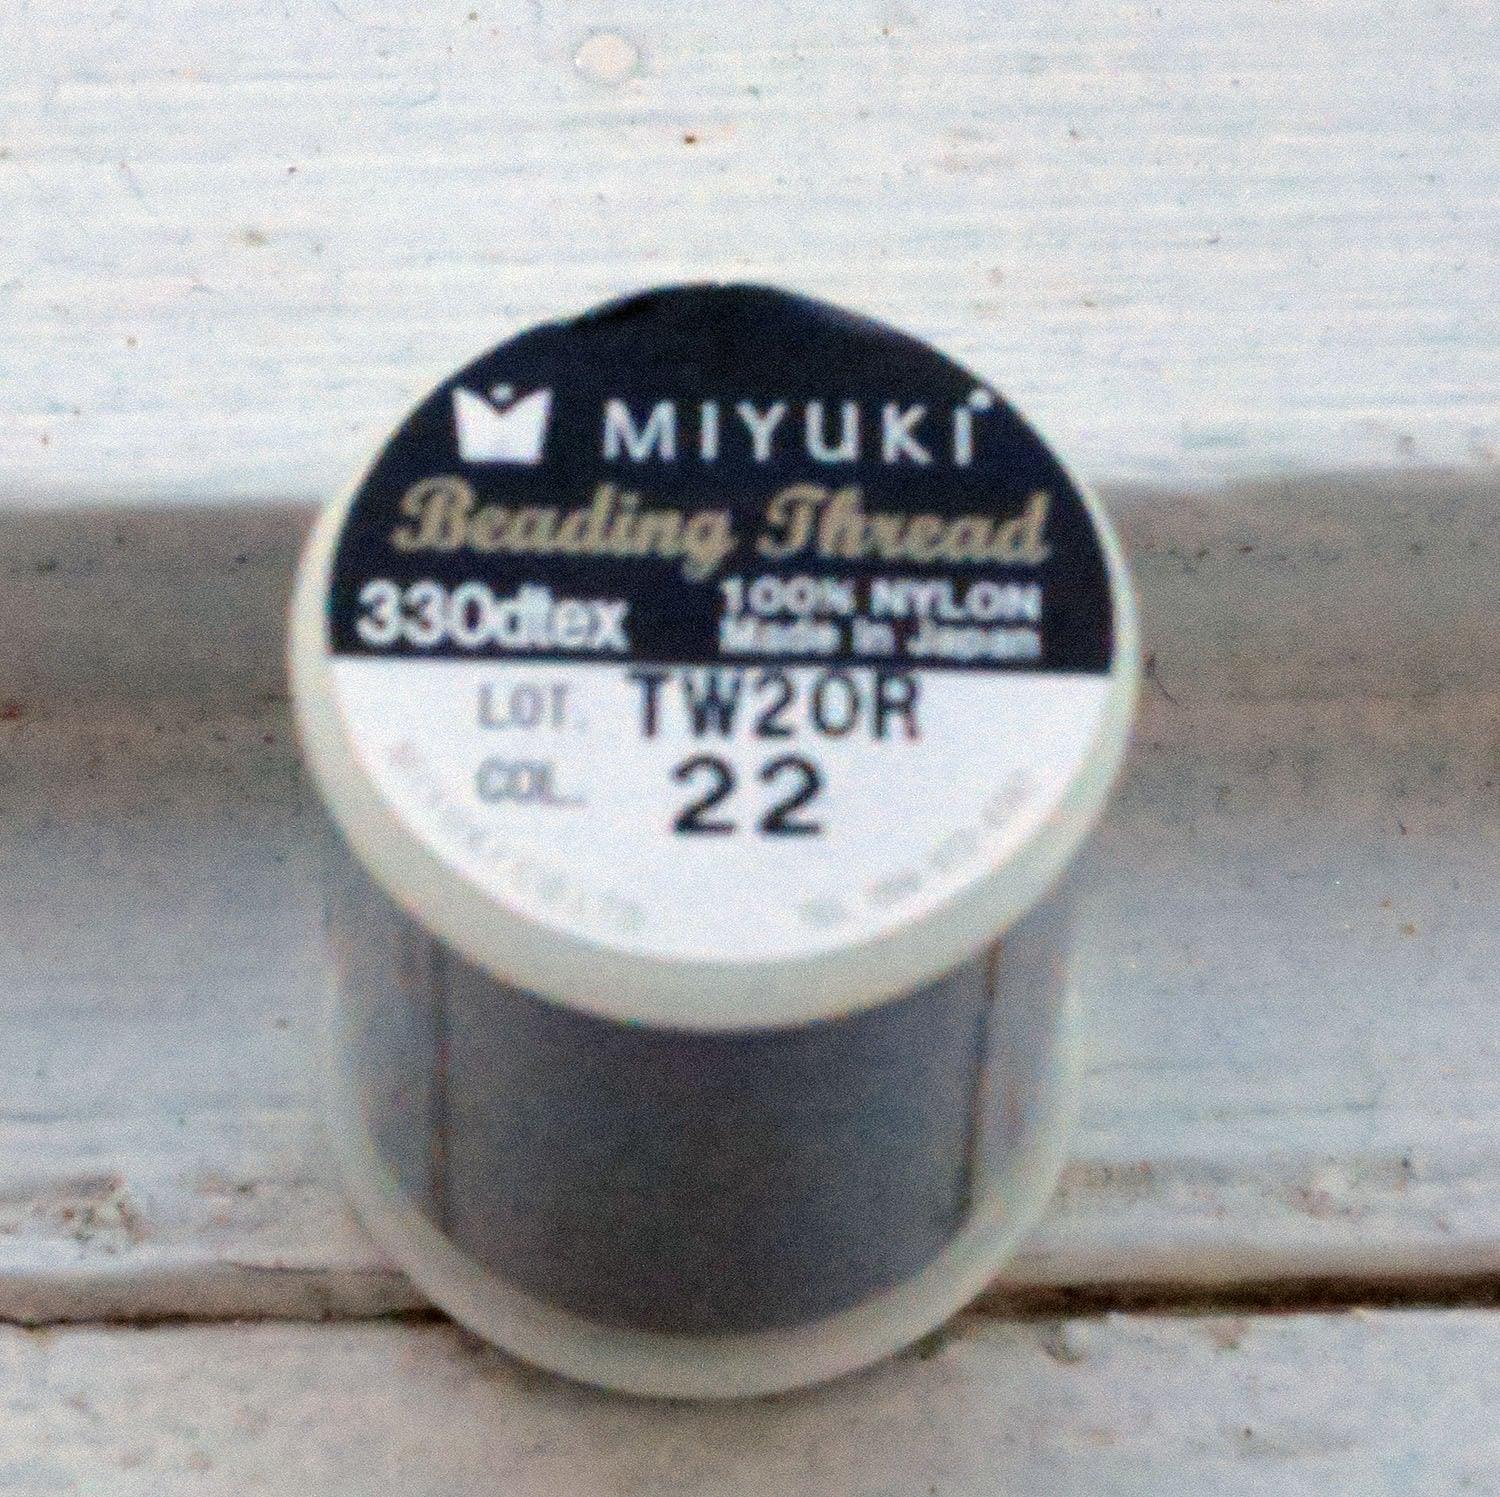 MIYUKI
Beading Thread
330dtex
100% NYLON
Made in Japan
LOT. TW20R
COL. 22